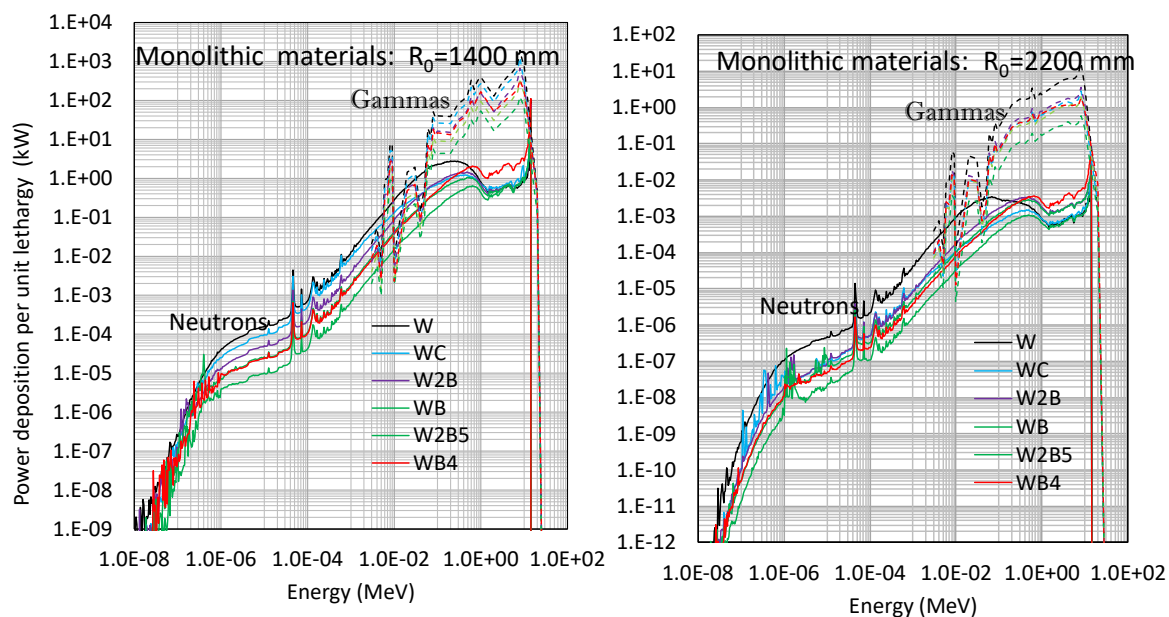 Monolithic materials: R0=1400 mm
1.E+04
1.E+03
1.E+02
1.E+01
1.E+00
1.E-01
1.E-02
1.E-03
1.E-04
1.E-05
1.E-06
1.E-07
1.E-08
1.E-09
Power deposition per unit lethargy (kW)
Gammas
Neutrons
W
WC
W2B
WB
W2B5
WB4
1.0E-08
1.0E-06
1.0E-04
1.0E-02
1.0E+00
1.0E+02
Energy (MeV)
Monolithic materials: R0=2200 mm
1.E+02
1.E+01
1.E+00
1.E-01
1.E-02
1.E-03
1.E-04
1.E-05
1.E-06
1.E-07
1.E-08
1.E-09
1.E-10
1.E-11
1.E-12
Gammas
Neutrons
W
WC
W2B
WB
W2B5
WB4
1.0E-08
1.0E-06
1.0E-04
1.0E-02
1.0E+00
1.0E+02
Energy (MeV)